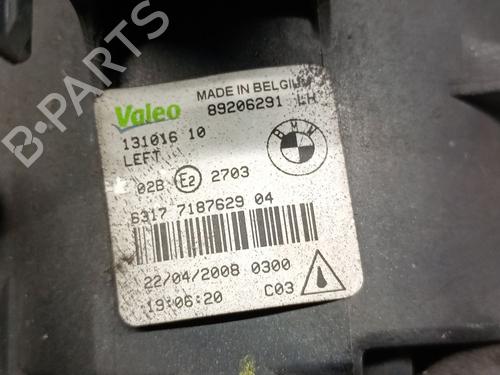 B-PARTS
Valeo
MADE IN BELGIUM
89206291 LH
131016 10
LEFT
BMW
02B E2 2703
6317 7187629 04
22/04/2008 0300
19:06:20 C03